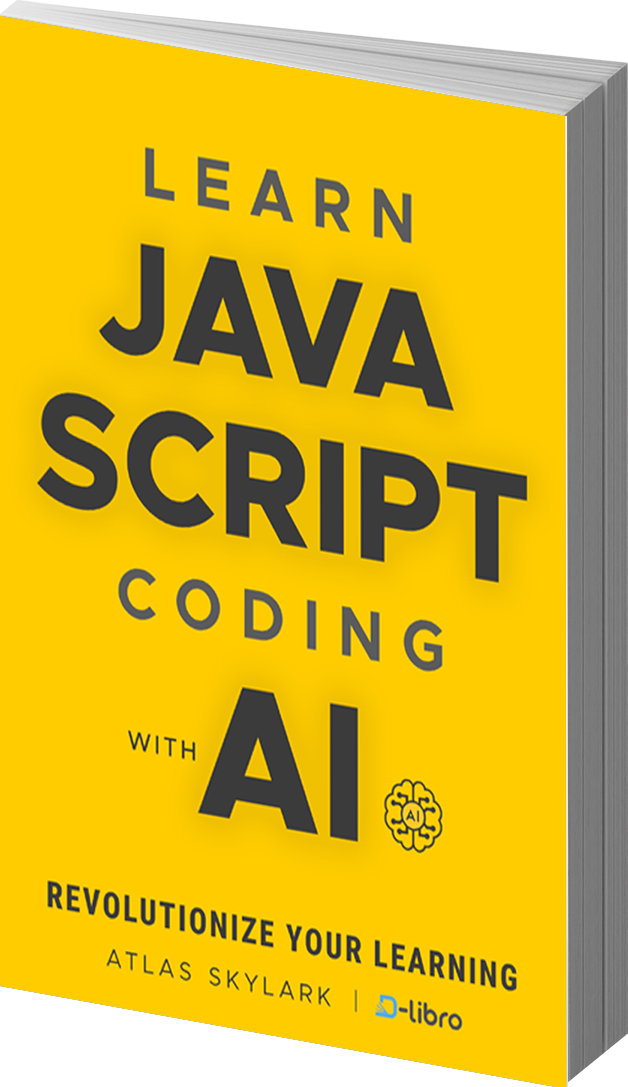 LEARN
JAVA
SCRIPT
CODING
WITH AI
AI
REVOLUTIONIZE YOUR LEARNING
ATLAS SKYLARK | D-libro